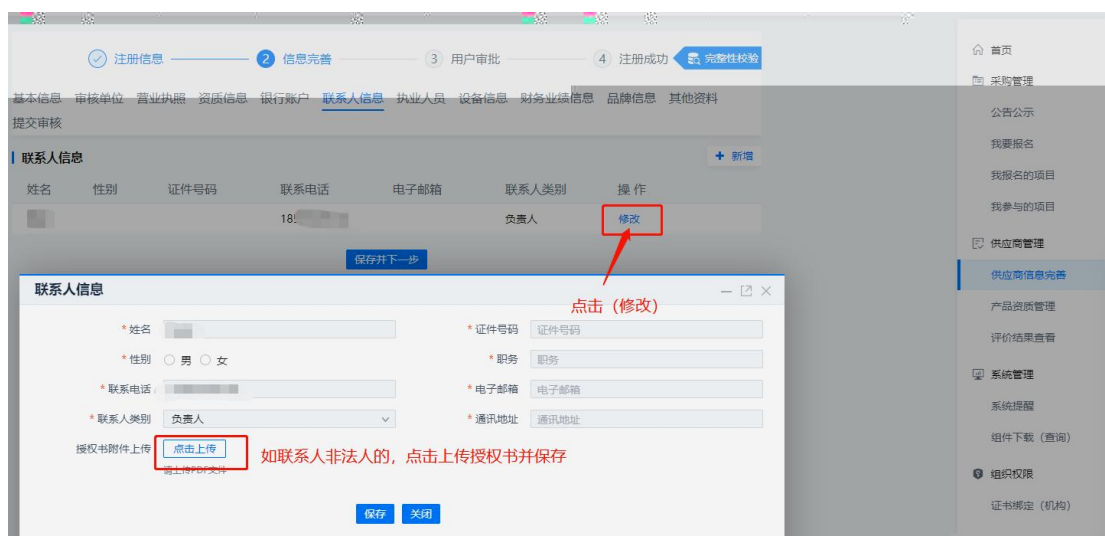 注册信息 2 信息完善 3 用户审批 4 注册成功 完整性校验
基本信息 审核单位 营业执照 资质信息 银行账户 联系人信息 执业人员 设备信息 财务业绩信息 品牌信息 其他资料
提交审核
联系人信息 + 新增
姓名 性别 证件号码 联系电话 电子邮箱 联系人类别 操作
185 负责人 修改
保存并下一步
点击（修改）
联系人信息
*姓名 *证件号码 证件号码
*性别 男 女 *职务 职务
*联系电话 *电子邮箱 电子邮箱
*联系人类别 负责人 *通讯地址 通讯地址
授权书附件上传 点击上传 如联系人非法人的，点击上传授权书并保存
请上传PDF文件
保存 关闭
首页
采购管理
公告公示
我要报名
我报名的项目
我参与的项目
供应商管理
供应商信息完善
产品资质管理
评价结果查看
系统管理
系统提醒
组件下载（查询）
组织权限
证书绑定（机构）